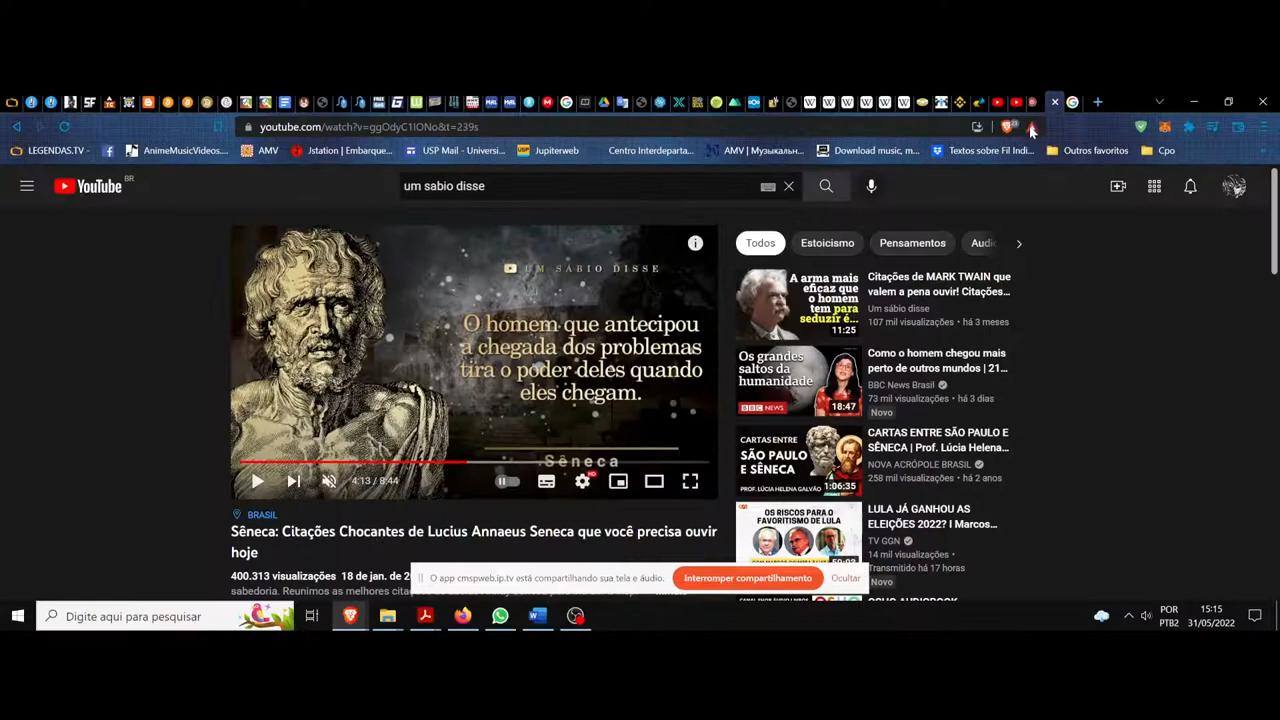 youtube.com/watch?v=ggOdyC1lONo&t=239s
23
LEGENDAS.TV -
AnimeMusicVideos...
AMV
Jstation | Embarque...
USP Mail - Universi...
Jupiterweb
Centro Interdeparta...
AMV | Музыкальн...
Download music, m...
Textos sobre Fil Indi...
Outros favoritos
Cpo
YouTube BR
um sabio disse
UM SÁBIO DISSE
O homem que antecipou
a chegada dos problemas
tira o poder deles quando
eles chegam.
Sêneca
HD
4:13 / 8:44
BRASIL
Sêneca: Citações Chocantes de Lucius Annaeus Seneca que você precisa ouvir
hoje
400.313 visualizações 18 de jan. de 2
sabedoria. Reunimos as melhores cita
Todos
Estoicismo
Pensamentos
Audio
A arma mais
eficaz que
o homem
tem para
seduzir é...
11:25
Citações de MARK TWAIN que
valem a pena ouvir! Citações...
Um sábio disse
107 mil visualizações • há 3 meses
Os grandes
saltos da
humanidade
BBC NEWS
18:47
Como o homem chegou mais
perto de outros mundos | 21...
BBC News Brasil
73 mil visualizações • há 3 dias
Novo
CARTAS ENTRE
SÃO PAULO
E SÊNECA
PROF. LÚCIA HELENA GALVÃO
1:06:35
CARTAS ENTRE SÃO PAULO E
SÊNECA | Prof. Lúcia Helena...
NOVA ACRÓPOLE BRASIL
258 mil visualizações • há 2 anos
OS RISCOS PARA O
FAVORITISMO DE LULA
LULA JÁ GANHOU AS
ELEIÇÕES 2022? I Marcos...
TV GGN
14 mil visualizações •
Transmitido há 17 horas
Novo
O app cmspweb.ip.tv está compartilhando sua tela e áudio.
Interromper compartilhamento
Ocultar
Digite aqui para pesquisar
POR
PTB2
15:15
31/05/2022